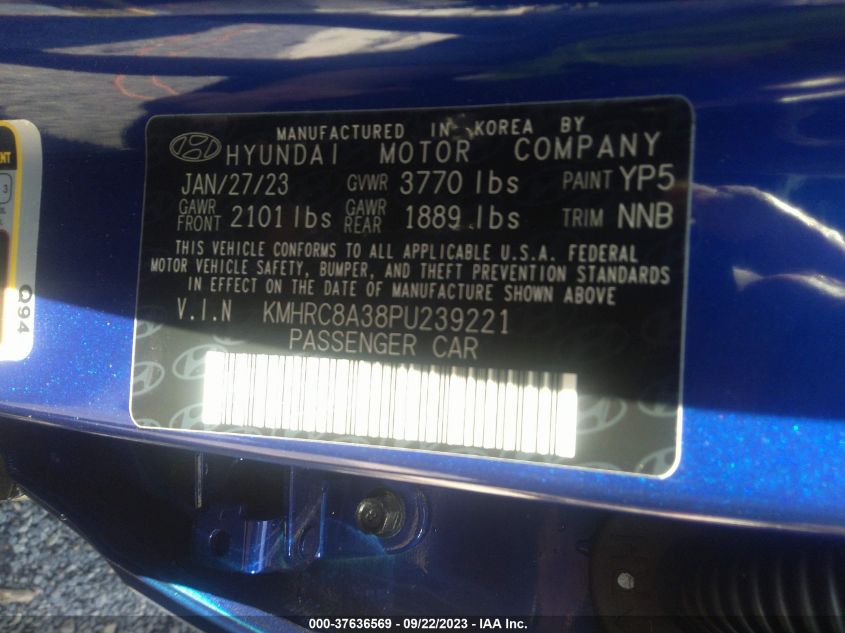 MANUFACTURED IN KOREA BY
HYUNDAI MOTOR COMPANY
JAN/27/23 GVWR 3770 lbs PAINT YP5
GAWR FRONT 2101 lbs GAWR REAR 1889 lbs TRIM NNB
THIS VEHICLE CONFORMS TO ALL APPLICABLE U.S.A. FEDERAL
MOTOR VEHICLE SAFETY, BUMPER, AND THEFT PREVENTION STANDARDS
IN EFFECT ON THE DATE OF MANUFACTURE SHOWN ABOVE
V.I.N KMHRC8A38PU239221
PASSENGER CAR
3
Q94
000-37636569 - 09/22/2023 - IAA Inc.